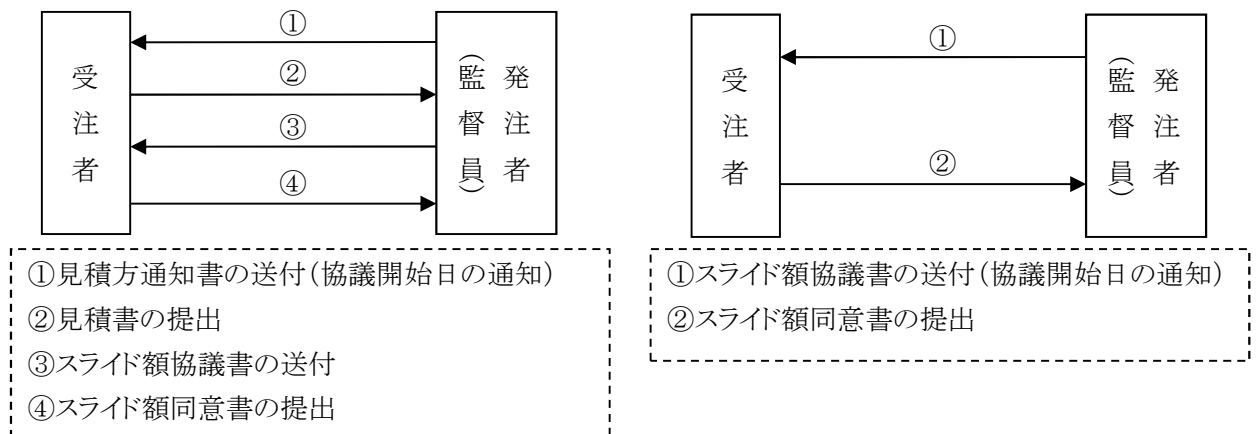 ①
②
③
④
受注者
発注者
(監督員)
①見積方通知書の送付(協議開始日の通知)
②見積書の提出
③スライド額協議書の送付
④スライド額同意書の提出
①
②
受注者
発注者
(監督員)
①スライド額協議書の送付(協議開始日の通知)
②スライド額同意書の提出